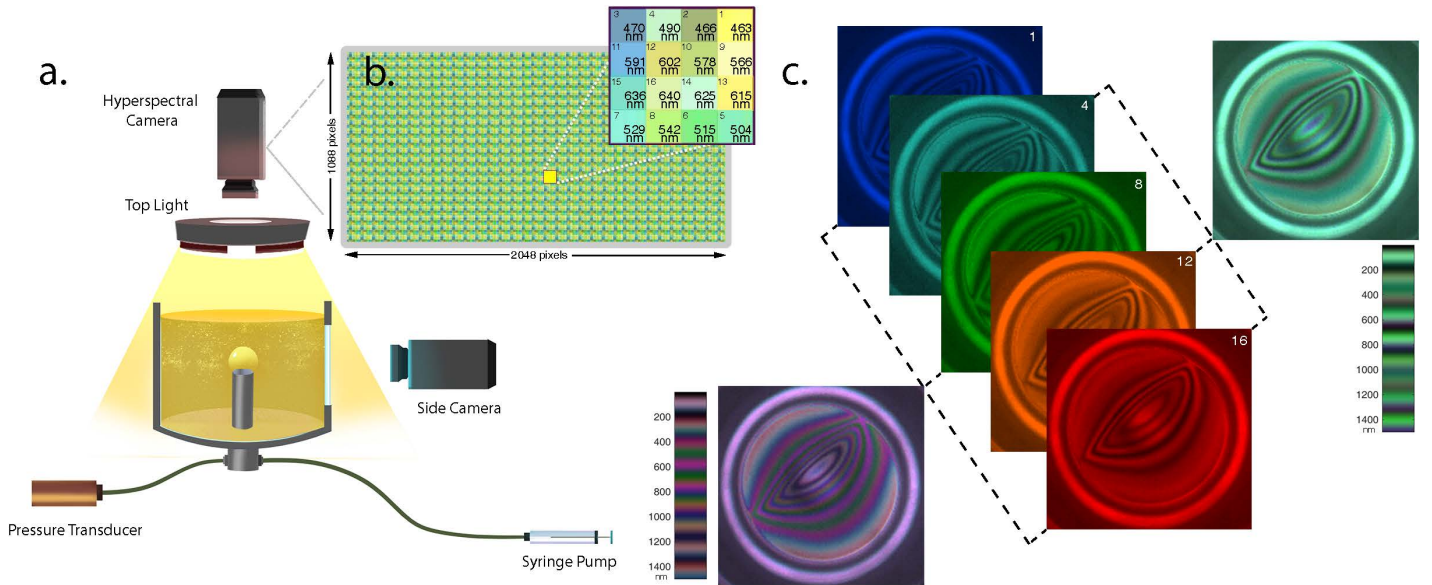 a.
Hyperspectral
Camera
Top Light
Side Camera
Pressure Transducer
Syringe Pump
b.
1088 pixels
2048 pixels
3 4 2 1
470 490 466 463
nm nm nm nm
11 12 10 9
591 602 578 566
nm nm nm nm
15 16 14 13
636 640 625 615
nm nm nm nm
7 8 6 5
529 542 515 504
nm nm nm nm
c.
1
4
8
12
16
200
400
600
800
1000
1200
1400
nm
200
400
600
800
1000
1200
1400
nm